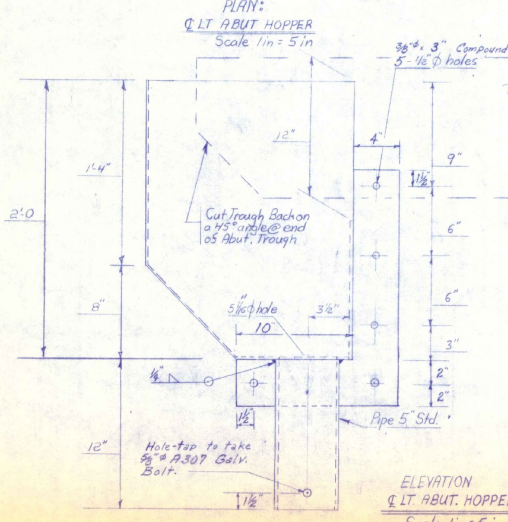 PLAN:
℄ LT ABUT HOPPER
Scale 1in = 5in
3/8"ø x 3" Compound
5-1/2" ø holes
12"
4"
9"
1 1/2"
1'-4"
2'-0
Cut Trough Back on
a 45° angle @ end
of Abut. Trough
6"
6"
8"
5 11/16 ø hole
3 1/2"
10"
3"
1/4"
2"
2"
1 1/2"
Pipe 5" Std.
12"
Hole-tap to take
5/8"ø A307 Galv.
Bolt.
1 1/2"
ELEVATION
℄ LT ABUT. HOPPER